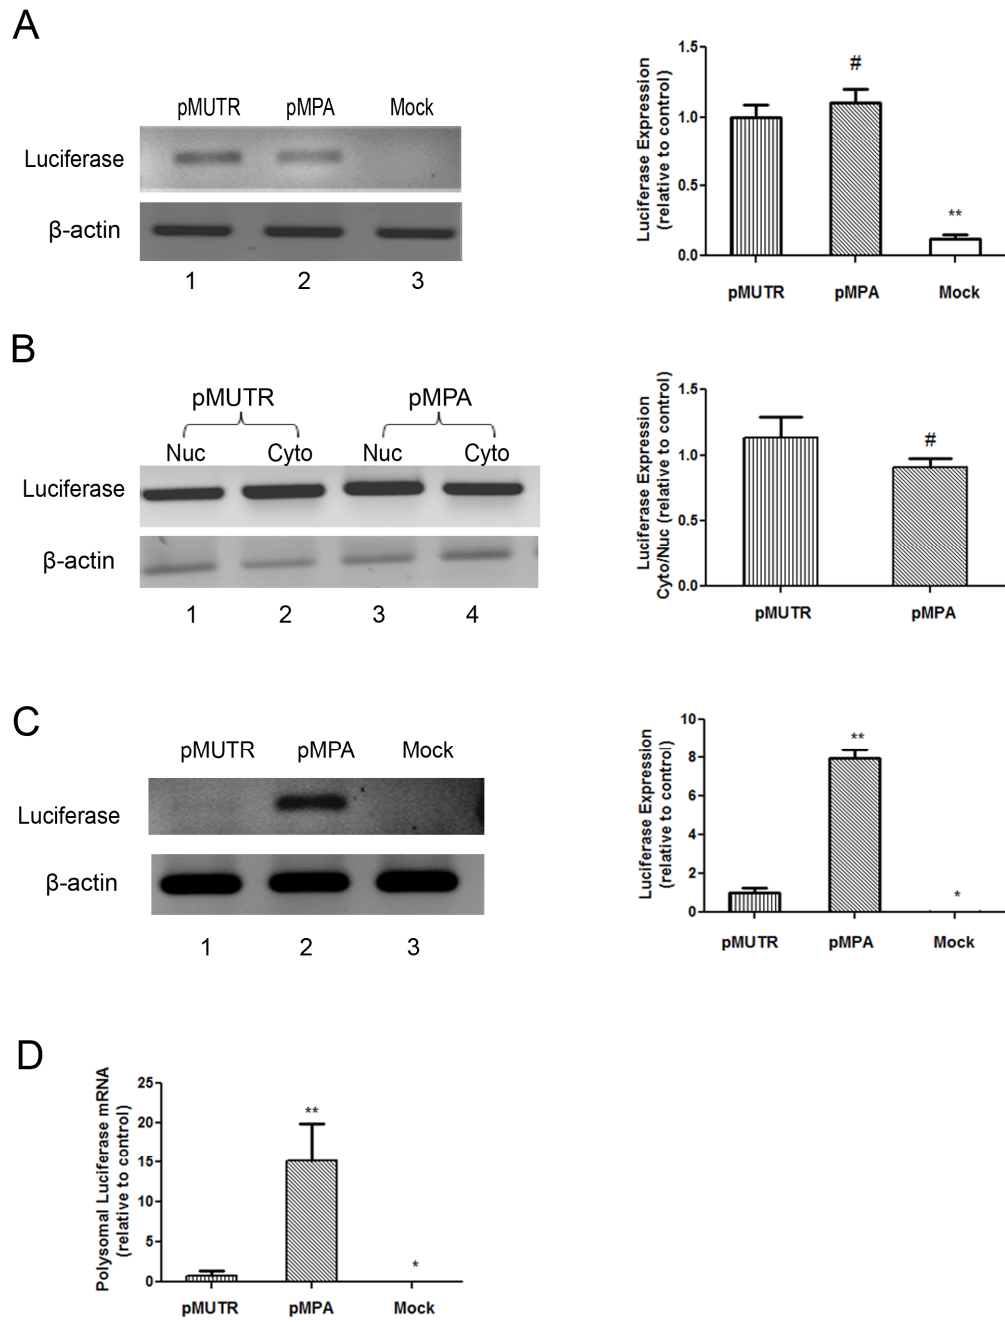 A
pMUTR pMPA Mock
Luciferase
β-actin
1 2 3
Luciferase Expression
(relative to control)
1.5
1.0
0.5
0.0
#
**
pMUTR pMPA Mock
B
pMUTR pMPA
Nuc Cyto Nuc Cyto
Luciferase
β-actin
1 2 3 4
Luciferase Expression
Cyto/Nuc (relative to control)
1.5
1.0
0.5
0.0
#
pMUTR pMPA
C
pMUTR pMPA Mock
Luciferase
β-actin
1 2 3
Luciferase Expression
(relative to control)
10
8
6
4
2
0
**
*
pMUTR pMPA Mock
D
Polysomal Luciferase mRNA
(relative to control)
25
20
15
10
5
0
**
*
pMUTR pMPA Mock